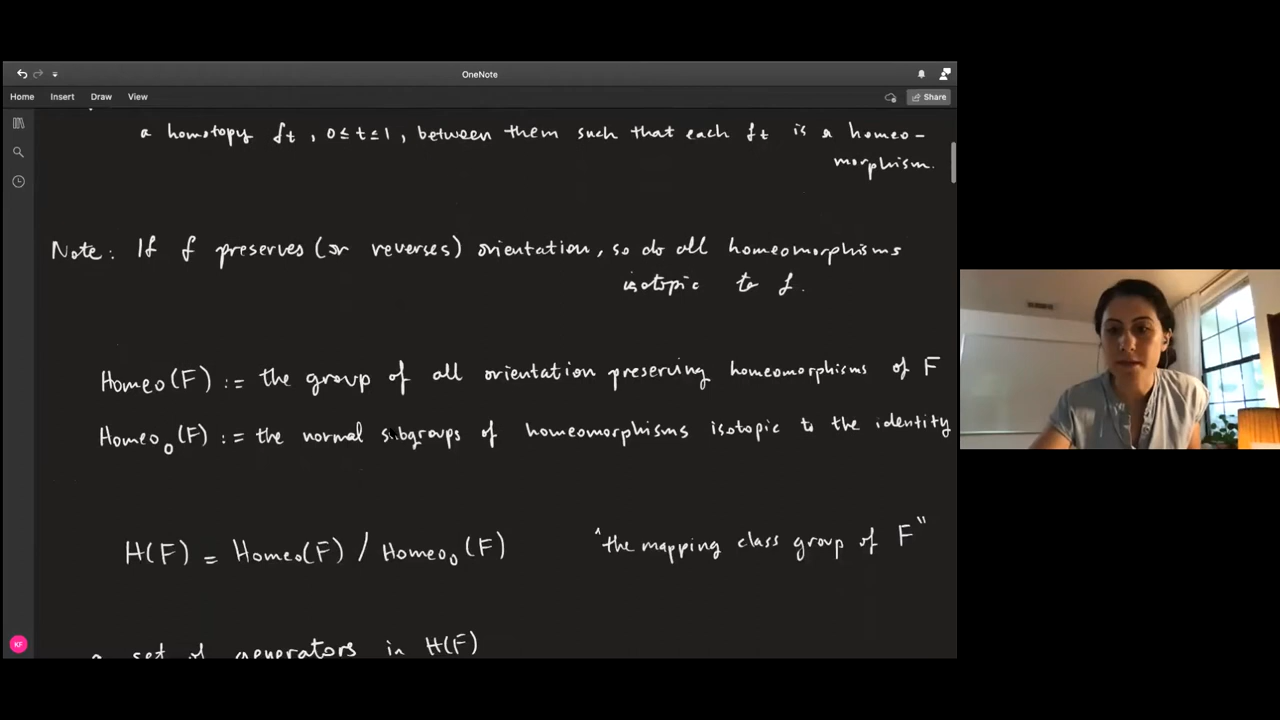 OneNote
Home Insert Draw View Share
a homotopy ft, 0≤t≤1, between them such that each ft is a homeo-
morphism.
Note: If f preserves (or reverses) orientation, so do all homeomorphisms
isotopic to f.
Homeo(F) := the group of all orientation preserving homeomorphisms of F
Homeo₀(F) := the normal subgroups of homeomorphisms isotopic to the identity
H(F) = Homeo(F) / Homeo₀(F) "the mapping class group of F"
KF
a set of generators in H(F)